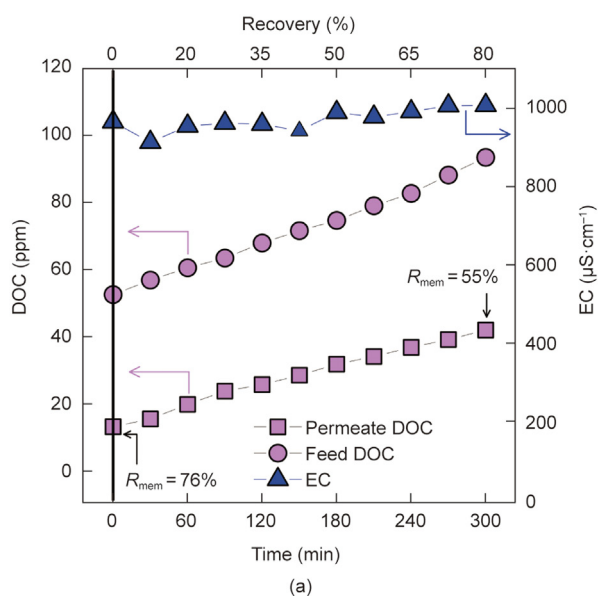 Recovery (%)
0 20 35 50 65 80
120
100
80
60
40
20
0
DOC (ppm)
1000
800
600
400
200
0
EC (µS·cm⁻¹)
Rmem = 55%
Rmem = 76%
Permeate DOC
Feed DOC
EC
0 60 120 180 240 300
Time (min)
(a)